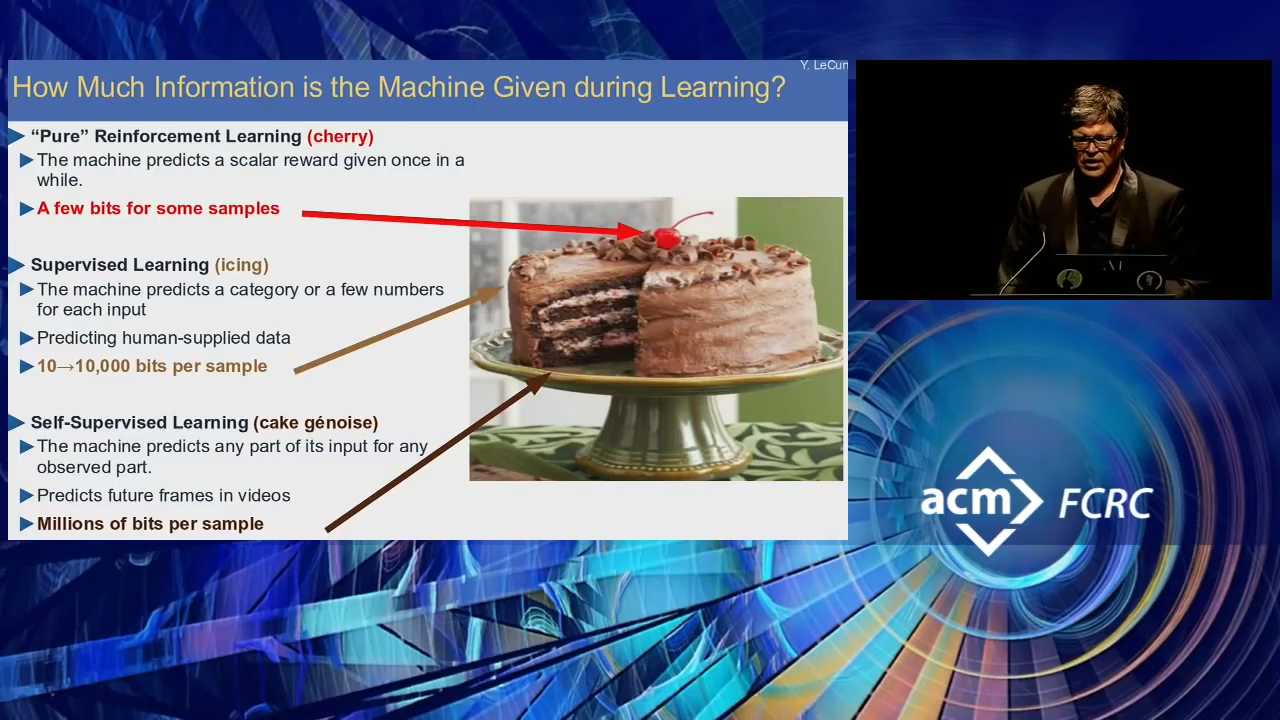 Y. LeCun
How Much Information is the Machine Given during Learning?
“Pure” Reinforcement Learning (cherry)
The machine predicts a scalar reward given once in a
while.
A few bits for some samples
Supervised Learning (icing)
The machine predicts a category or a few numbers
for each input
Predicting human-supplied data
10→10,000 bits per sample
Self-Supervised Learning (cake génoise)
The machine predicts any part of its input for any
observed part.
Predicts future frames in videos
Millions of bits per sample
acm FCRC